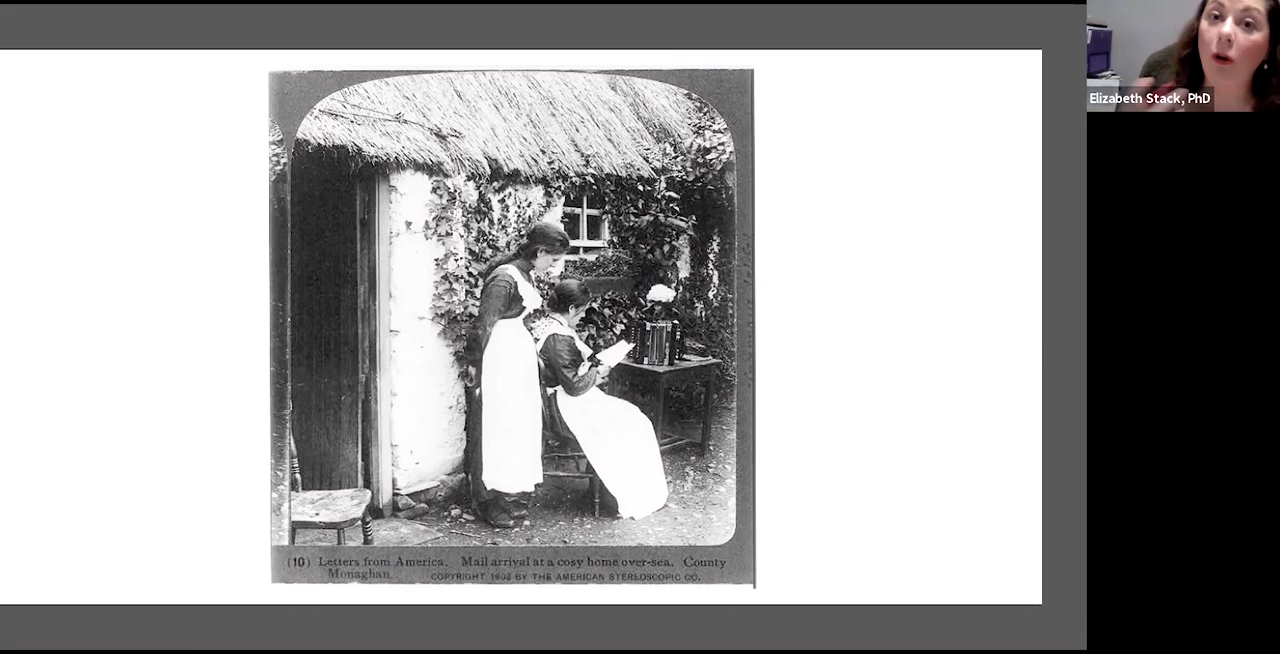 Elizabeth Stack, PhD
(10) Letters from America. Mail arrival at a cosy home over-sea. County
Monaghan. COPYRIGHT 1903 BY THE AMERICAN STEREOSCOPIC CO.